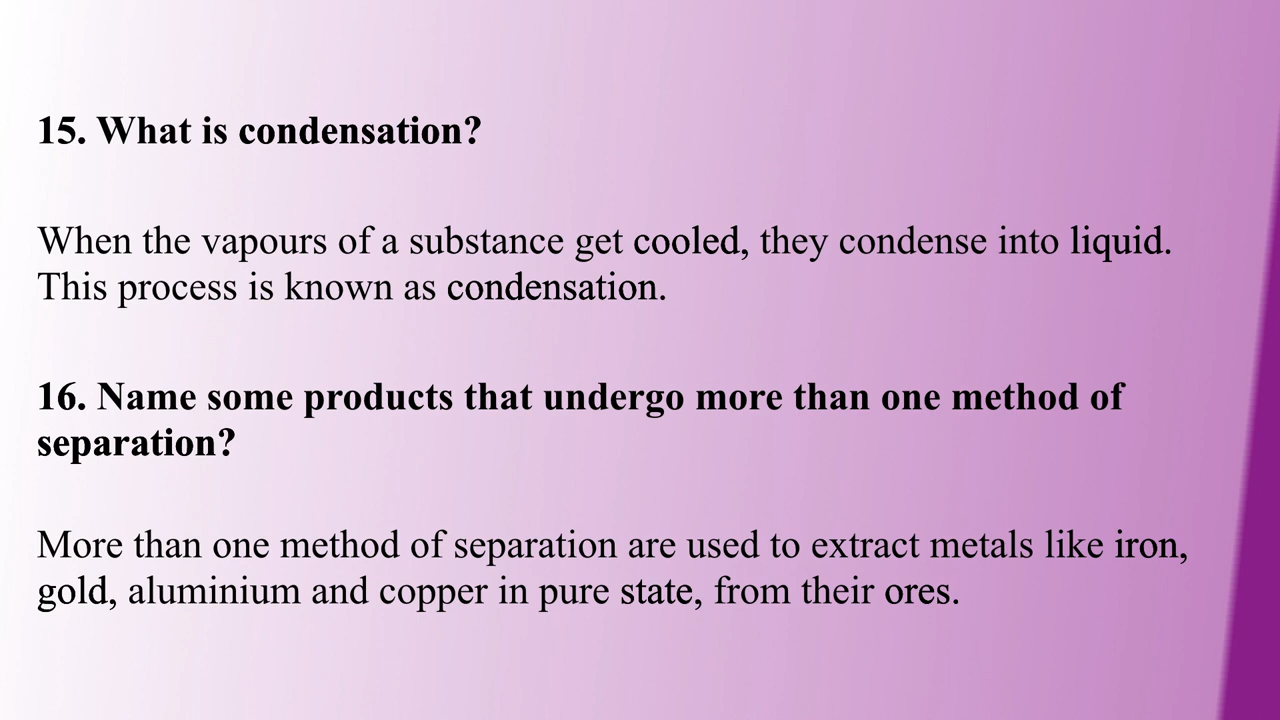 15. What is condensation?
When the vapours of a substance get cooled, they condense into liquid.
This process is known as condensation.
16. Name some products that undergo more than one method of
separation?
More than one method of separation are used to extract metals like iron,
gold, aluminium and copper in pure state, from their ores.